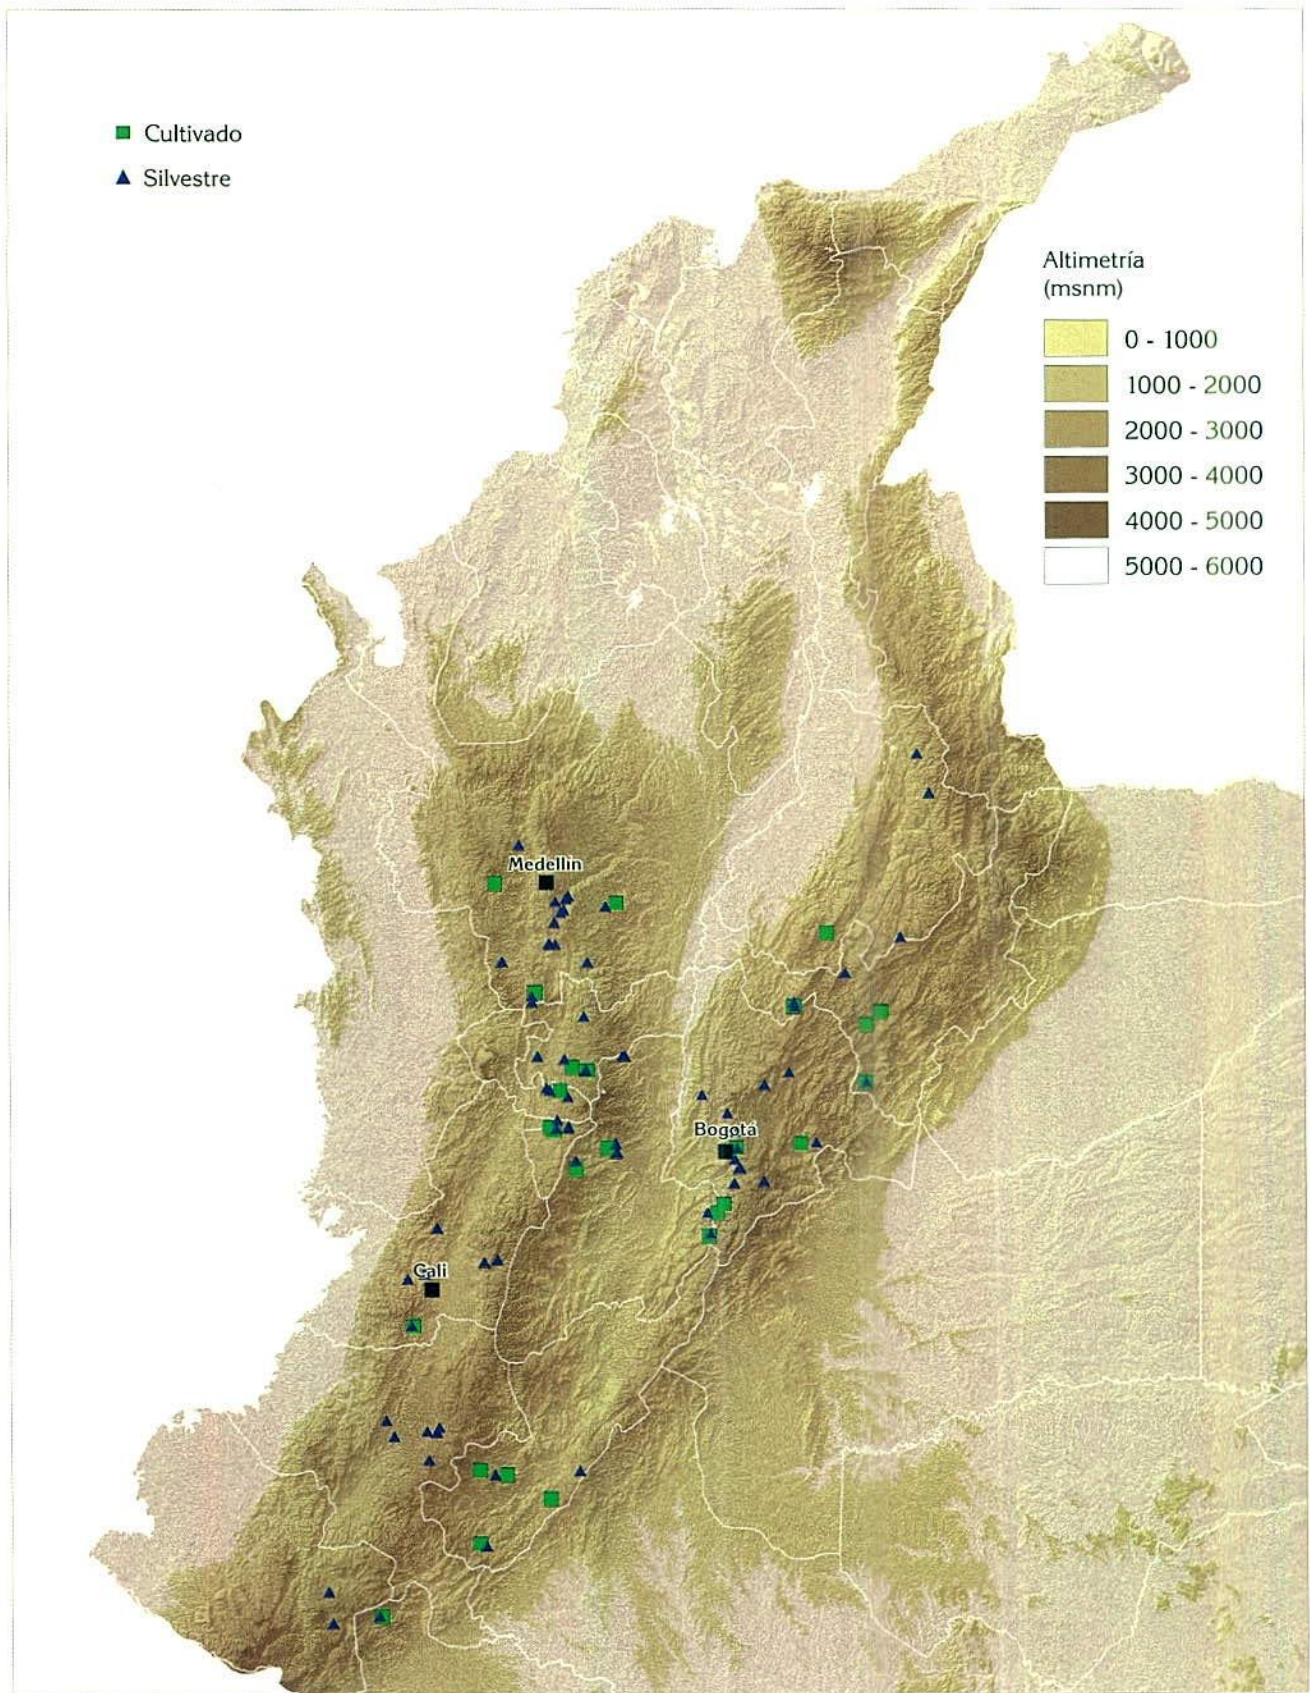 Cultivado
Silvestre
Altimetría
(msnm)
0 - 1000
1000 - 2000
2000 - 3000
3000 - 4000
4000 - 5000
5000 - 6000
Medellín
Bogotá
Cali